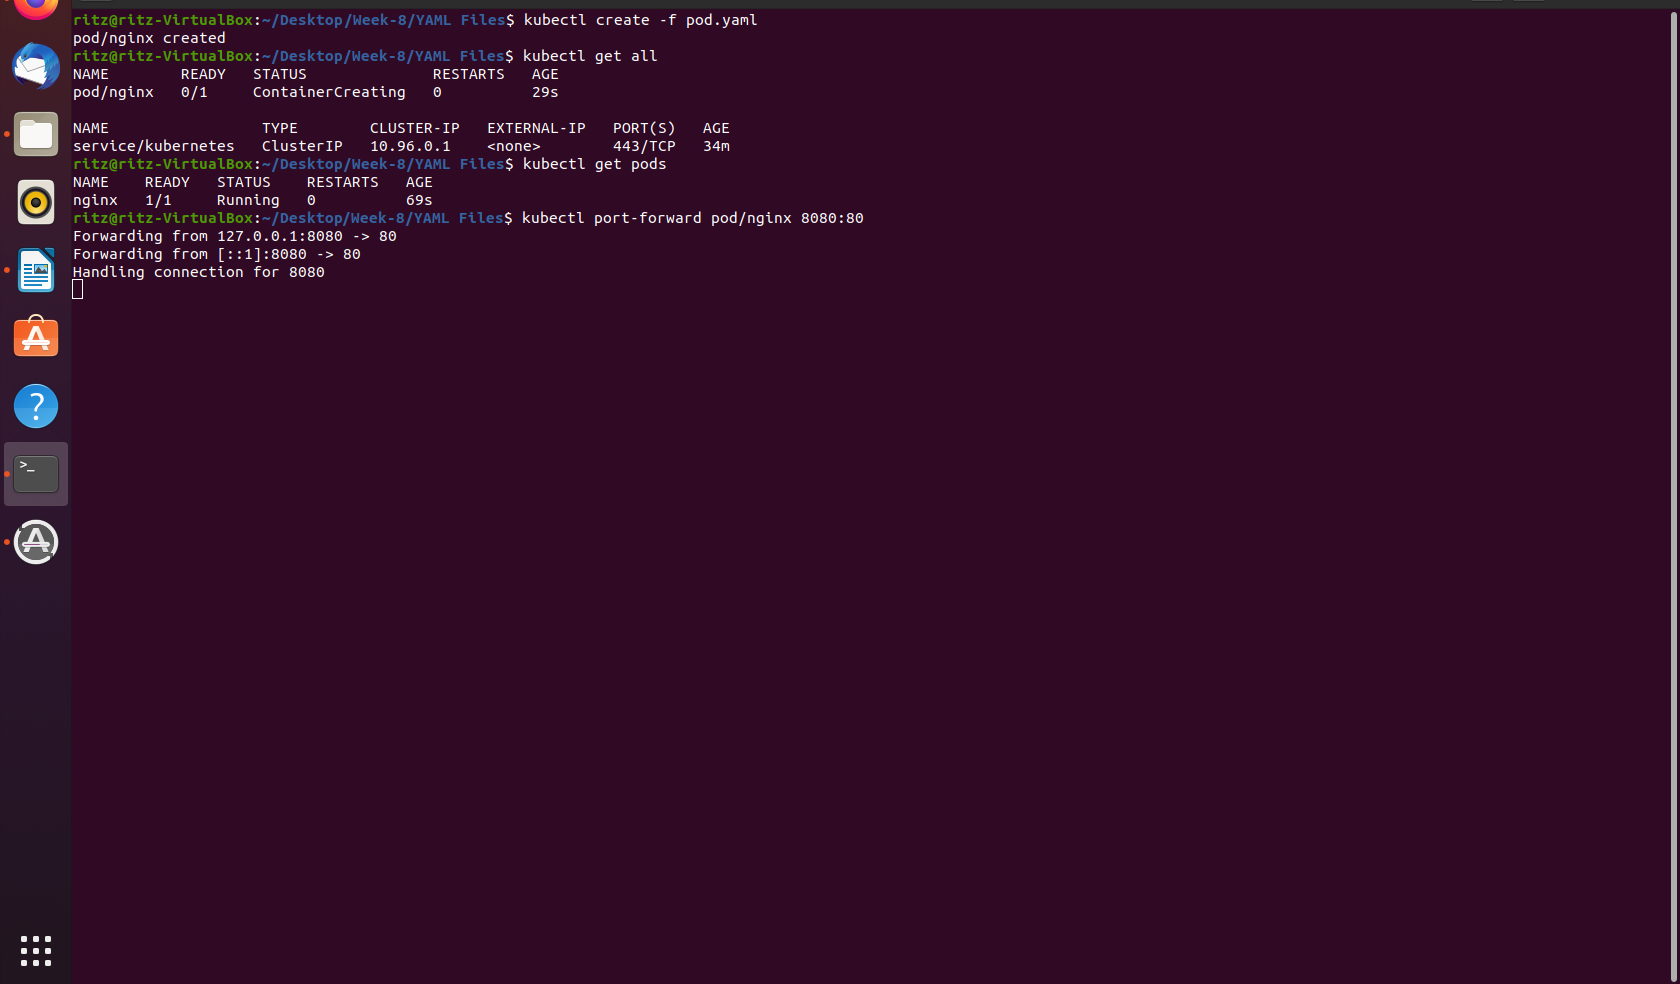 ritz@ritz-VirtualBox:~/Desktop/Week-8/YAML Files$ kubectl create -f pod.yaml
pod/nginx created
ritz@ritz-VirtualBox:~/Desktop/Week-8/YAML Files$ kubectl get all
NAME        READY   STATUS              RESTARTS   AGE
pod/nginx   0/1     ContainerCreating   0          29s

NAME                 TYPE        CLUSTER-IP   EXTERNAL-IP   PORT(S)   AGE
service/kubernetes   ClusterIP   10.96.0.1    <none>        443/TCP   34m
ritz@ritz-VirtualBox:~/Desktop/Week-8/YAML Files$ kubectl get pods
NAME    READY   STATUS    RESTARTS   AGE
nginx   1/1     Running   0          69s
ritz@ritz-VirtualBox:~/Desktop/Week-8/YAML Files$ kubectl port-forward pod/nginx 8080:80
Forwarding from 127.0.0.1:8080 -> 80
Forwarding from [::1]:8080 -> 80
Handling connection for 8080